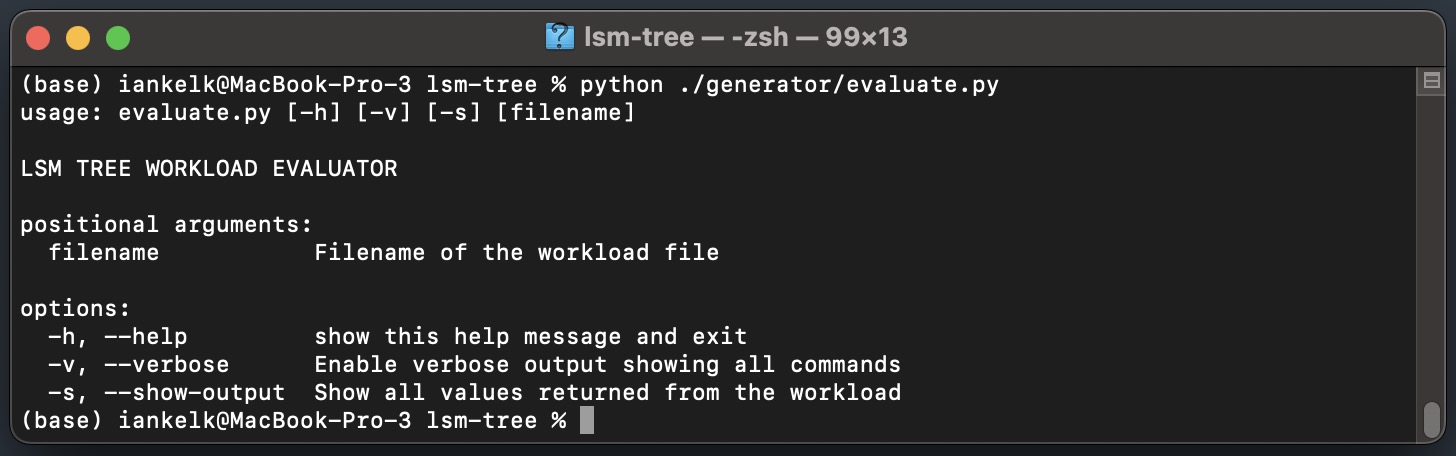 lsm-tree — -zsh — 99×13
(base) iankelk@MacBook-Pro-3 lsm-tree % python ./generator/evaluate.py
usage: evaluate.py [-h] [-v] [-s] [filename]
LSM TREE WORKLOAD EVALUATOR
positional arguments:
  filename            Filename of the workload file
options:
  -h, --help          show this help message and exit
  -v, --verbose       Enable verbose output showing all commands
  -s, --show-output   Show all values returned from the workload
(base) iankelk@MacBook-Pro-3 lsm-tree %